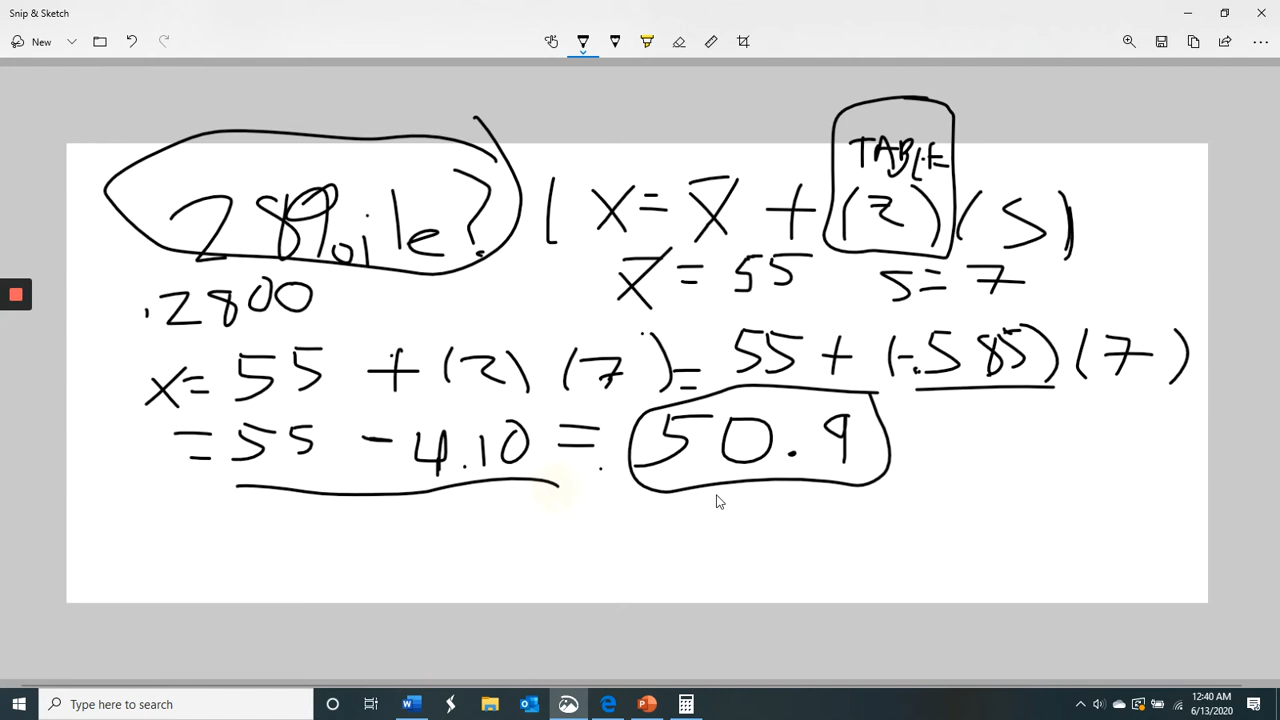 Snip & Sketch
New
TABLE
28%ile? | x = x̄ + (z) (s)
x̄ = 55 s = 7
.2800
x = 55 + (z) (7) = 55 + (-.585) (7)
= 55 - 4.10 = 50.9
Type here to search
12:40 AM
6/13/2020